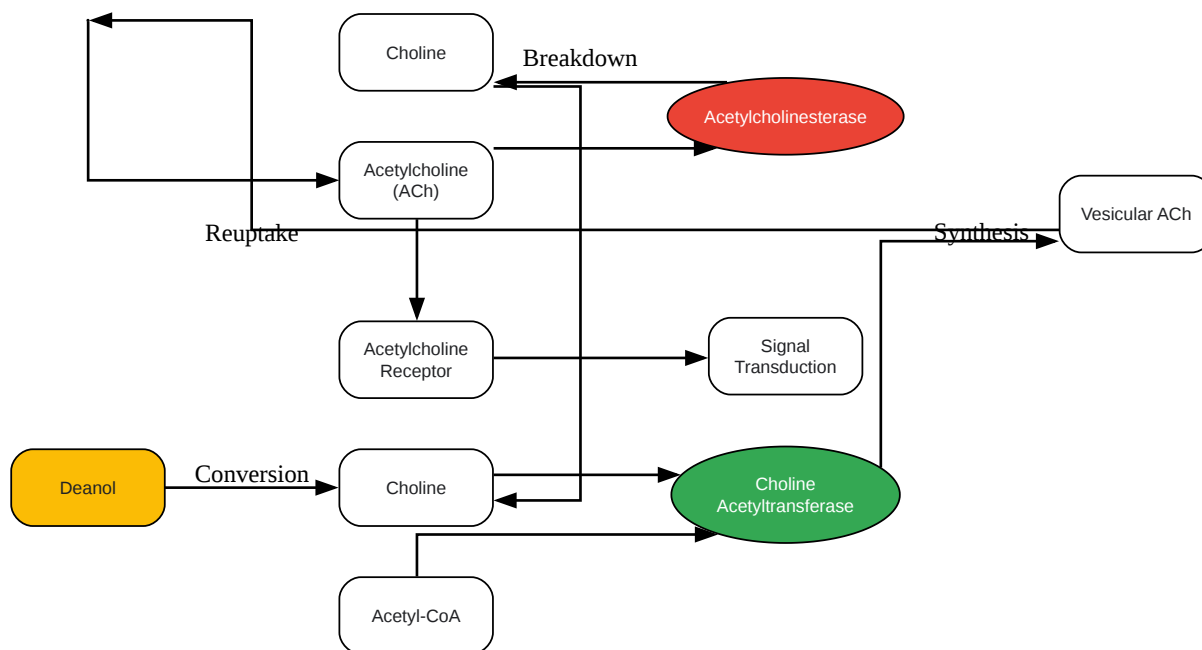 Choline
Breakdown
Acetylcholinesterase
Acetylcholine
(ACh)
Vesicular ACh
Reuptake
Synthesis
Acetylcholine
Receptor
Signal
Transduction
Deanol
Conversion
Choline
Choline
Acetyltransferase
Acetyl-CoA